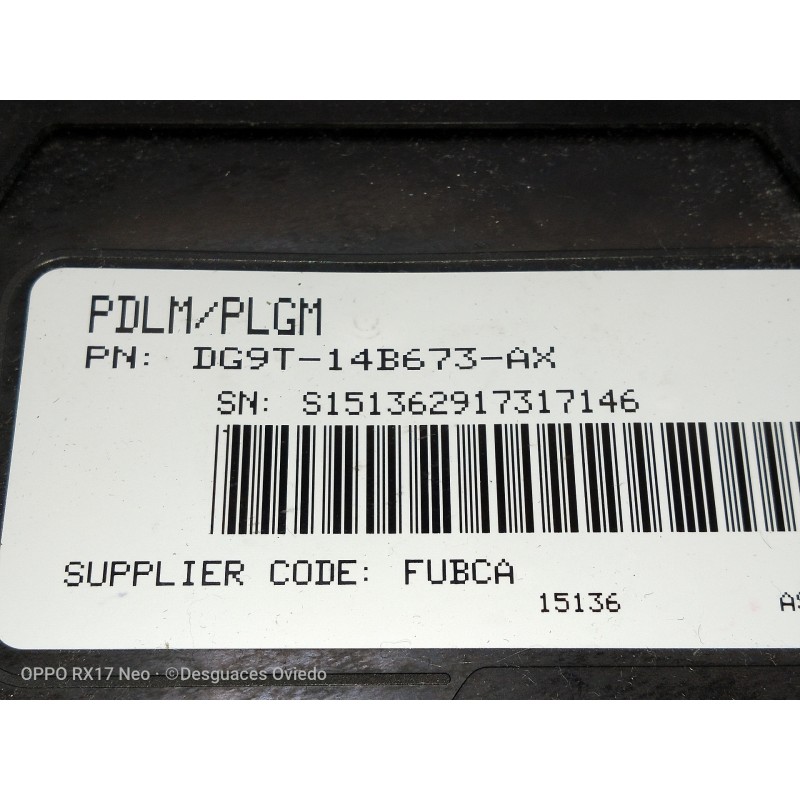 PDLM/PLGM
PN: DG9T-14B673-AX
SN: S151362917317146
SUPPLIER CODE: FUBCA
15136
OPPO RX17 Neo · ©Desguaces Oviedo